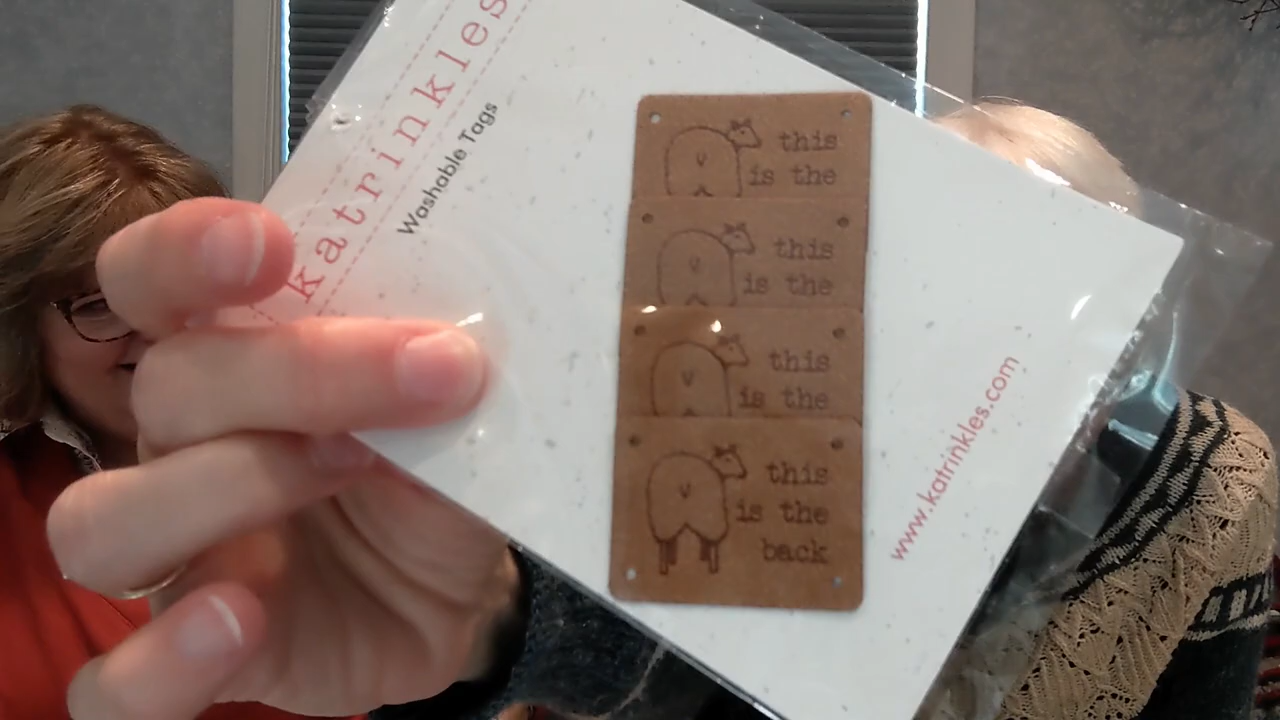 katrinkles
Washable Tags
this
is the
this
is the
this
is the
this
is the
back
www.katrinkles.com